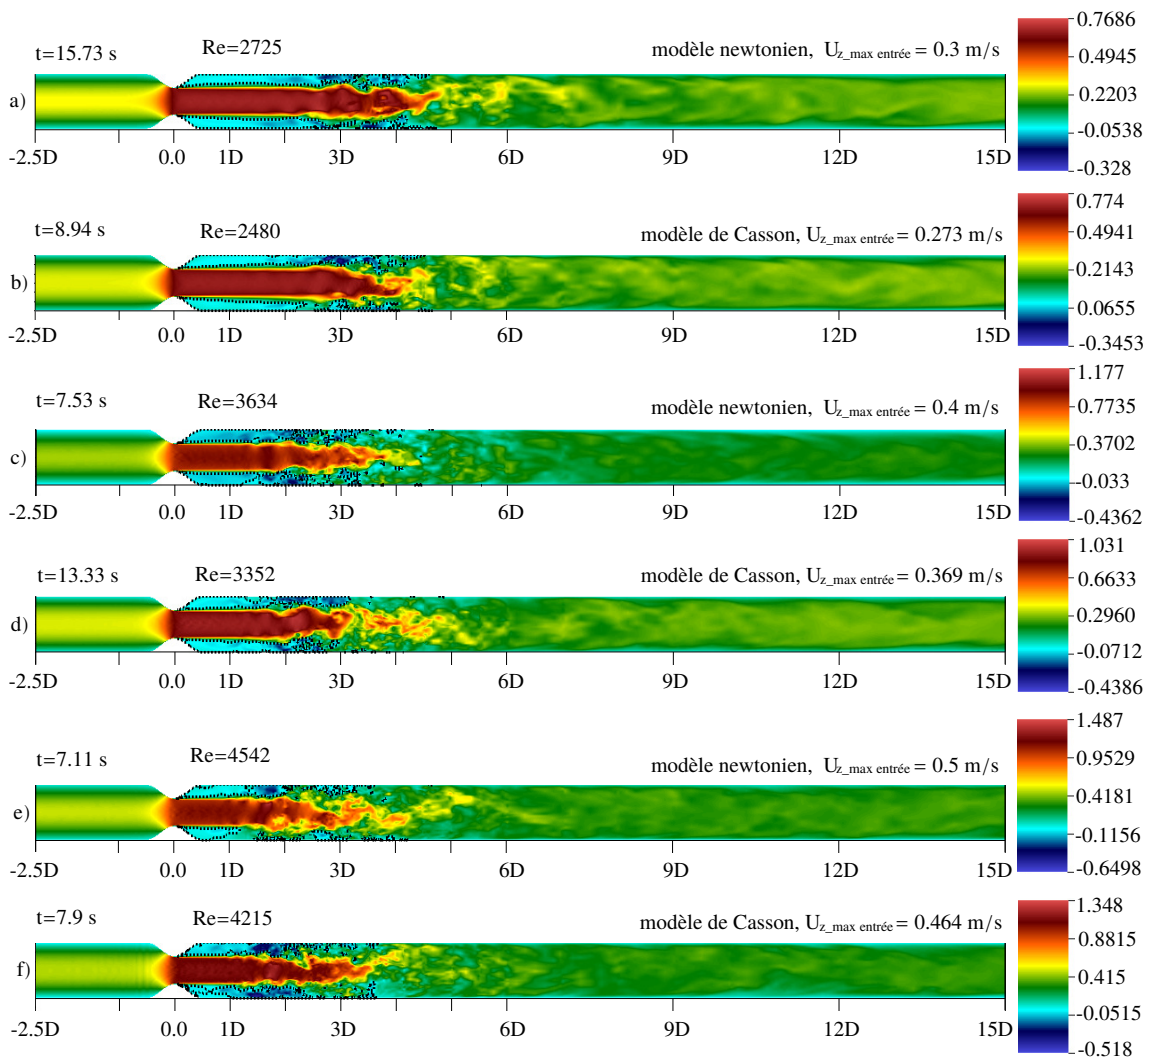 t=15.73 s Re=2725 modèle newtonien, U_z_max entrée = 0.3 m/s
a)
-2.5D 0.0 1D 3D 6D 9D 12D 15D
0.7686
0.4945
0.2203
-0.0538
-0.328
t=8.94 s Re=2480 modèle de Casson, U_z_max entrée = 0.273 m/s
b)
-2.5D 0.0 1D 3D 6D 9D 12D 15D
0.774
0.4941
0.2143
0.0655
-0.3453
t=7.53 s Re=3634 modèle newtonien, U_z_max entrée = 0.4 m/s
c)
-2.5D 0.0 1D 3D 6D 9D 12D 15D
1.177
0.7735
0.3702
-0.033
-0.4362
t=13.33 s Re=3352 modèle de Casson, U_z_max entrée = 0.369 m/s
d)
-2.5D 0.0 1D 3D 6D 9D 12D 15D
1.031
0.6633
0.2960
-0.0712
-0.4386
t=7.11 s Re=4542 modèle newtonien, U_z_max entrée = 0.5 m/s
e)
-2.5D 0.0 1D 3D 6D 9D 12D 15D
1.487
0.9529
0.4181
-0.1156
-0.6498
t=7.9 s Re=4215 modèle de Casson, U_z_max entrée = 0.464 m/s
f)
-2.5D 0.0 1D 3D 6D 9D 12D 15D
1.348
0.8815
0.415
-0.0515
-0.518